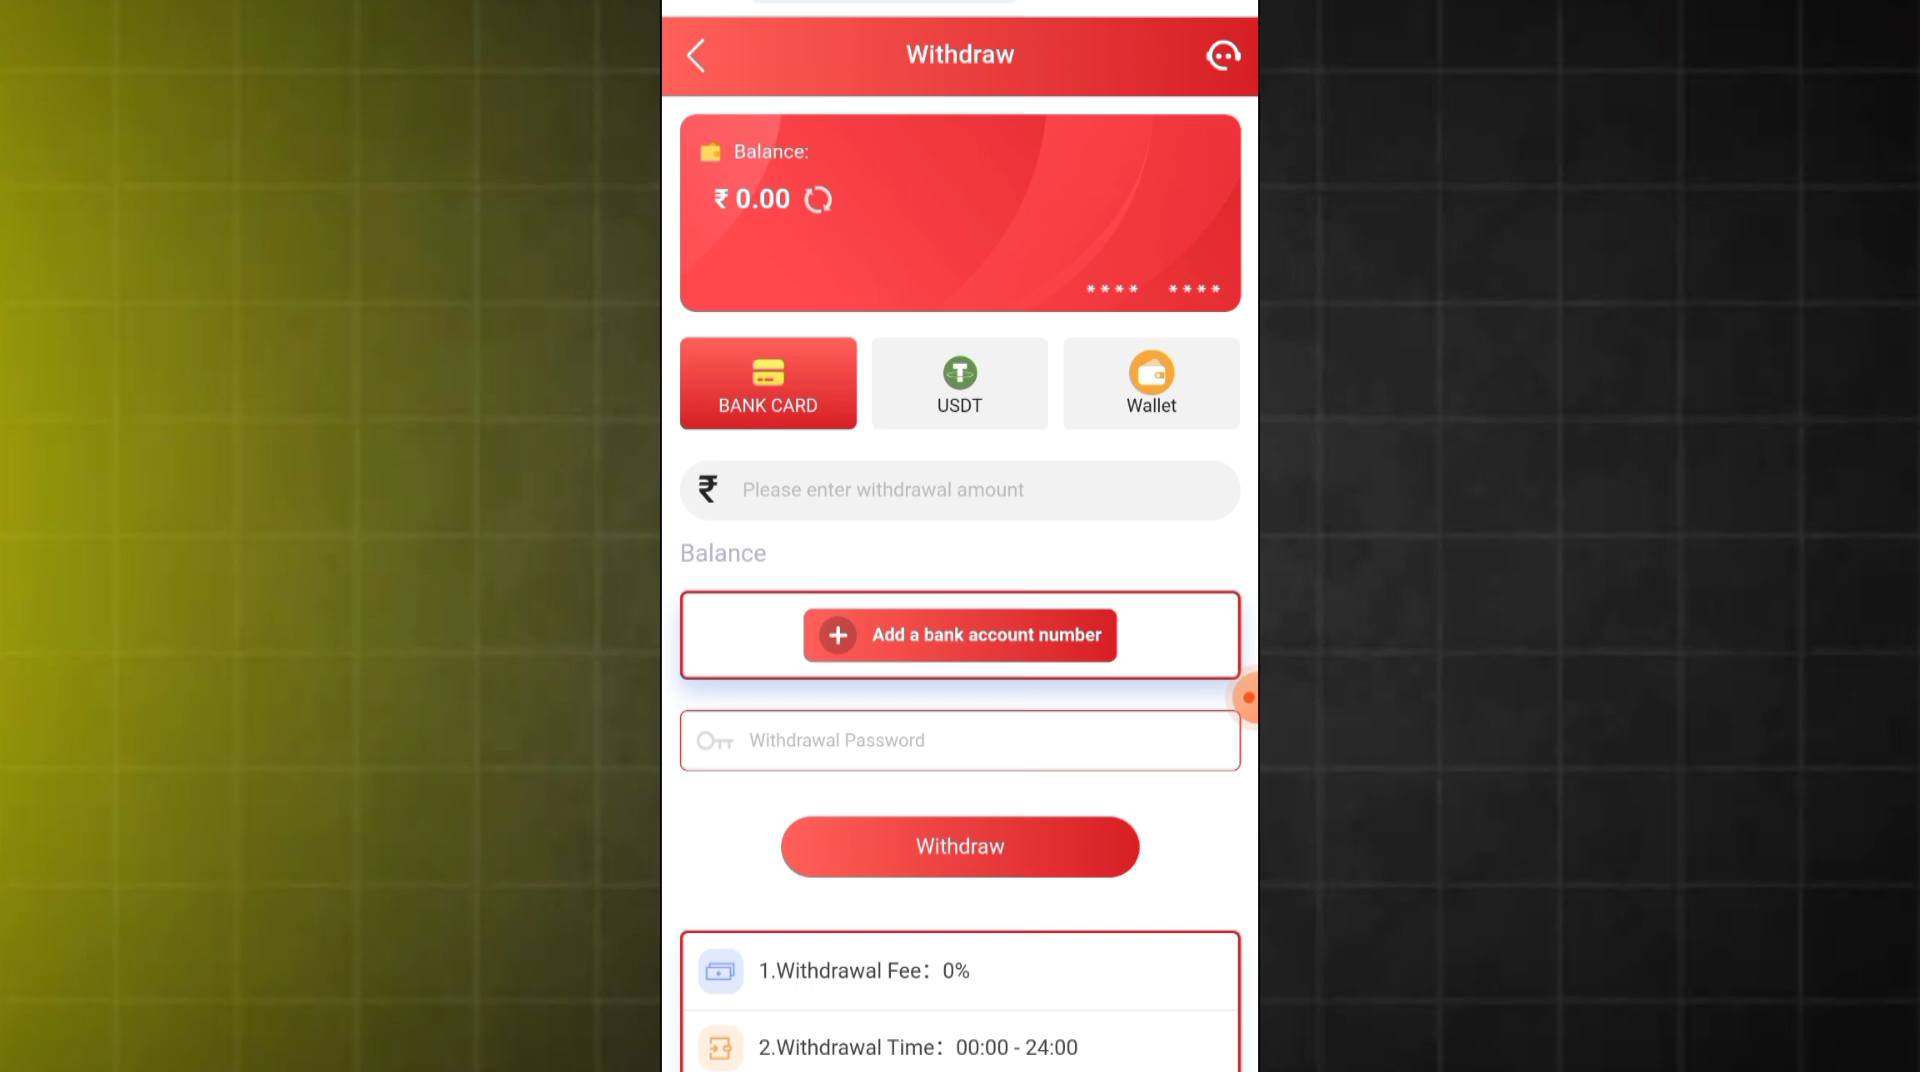 Withdraw
Balance:
₹ 0.00
**** ****
BANK CARD
USDT
Wallet
₹ Please enter withdrawal amount
Balance
+ Add a bank account number
Withdrawal Password
Withdraw
1.Withdrawal Fee：0%
2.Withdrawal Time：00:00 - 24:00